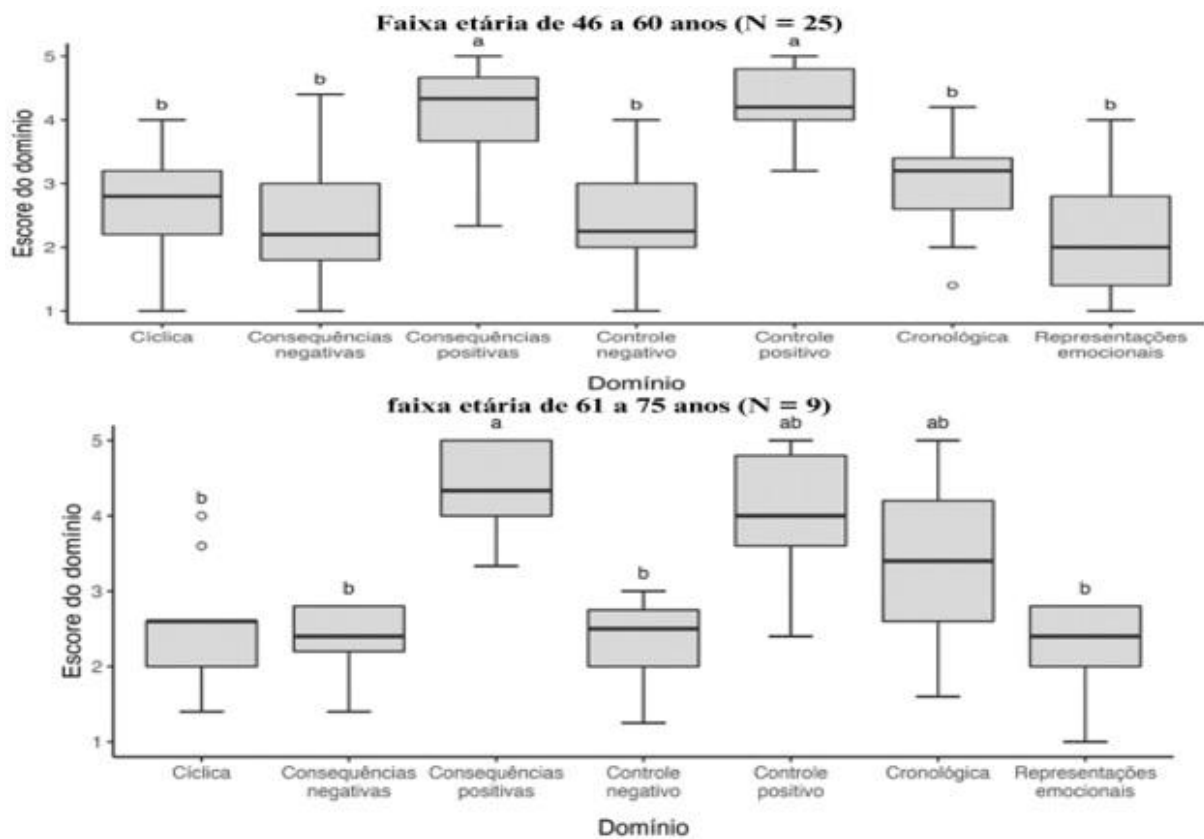 Faixa etária de 46 a 60 anos (N = 25)
Escore do domínio
5
4
3
2
1
b
b
a
b
a
b
b
Cíclica
Consequências
negativas
Consequências
positivas
Controle
negativo
Controle
positivo
Cronológica
Representações
emocionais
Domínio
faixa etária de 61 a 75 anos (N = 9)
Escore do domínio
5
4
3
2
1
b
b
a
b
ab
ab
b
Cíclica
Consequências
negativas
Consequências
positivas
Controle
negativo
Controle
positivo
Cronológica
Representações
emocionais
Domínio